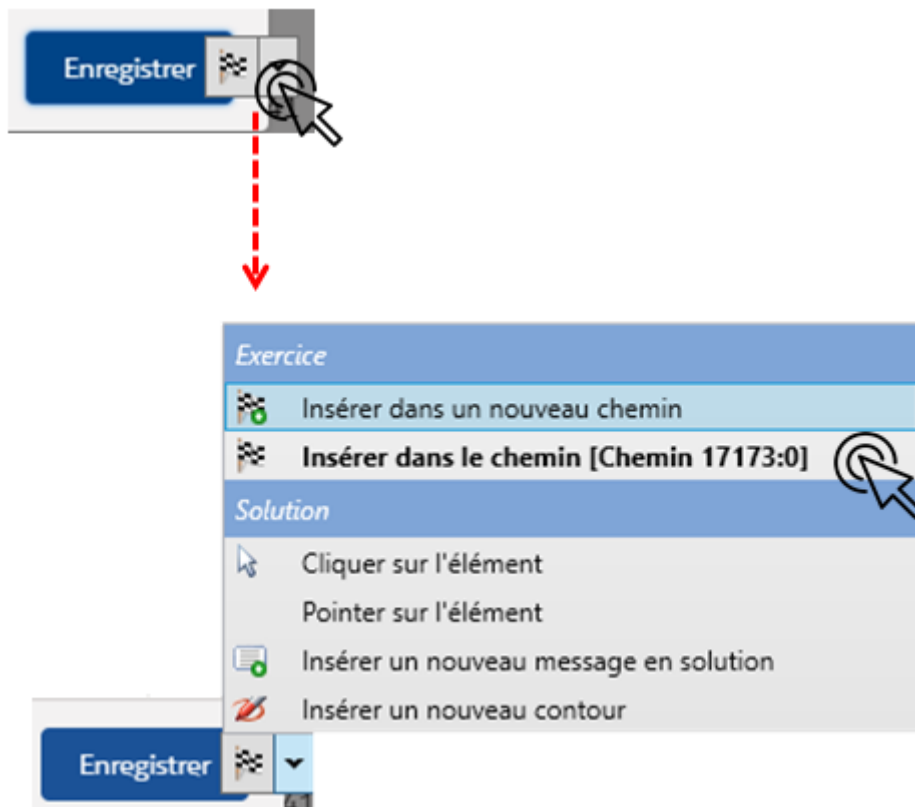 Enregistrer
Exercice
Insérer dans un nouveau chemin
Insérer dans le chemin [Chemin 17173:0]
Solution
Cliquer sur l'élément
Pointer sur l'élément
Insérer un nouveau message en solution
Insérer un nouveau contour
Enregistrer